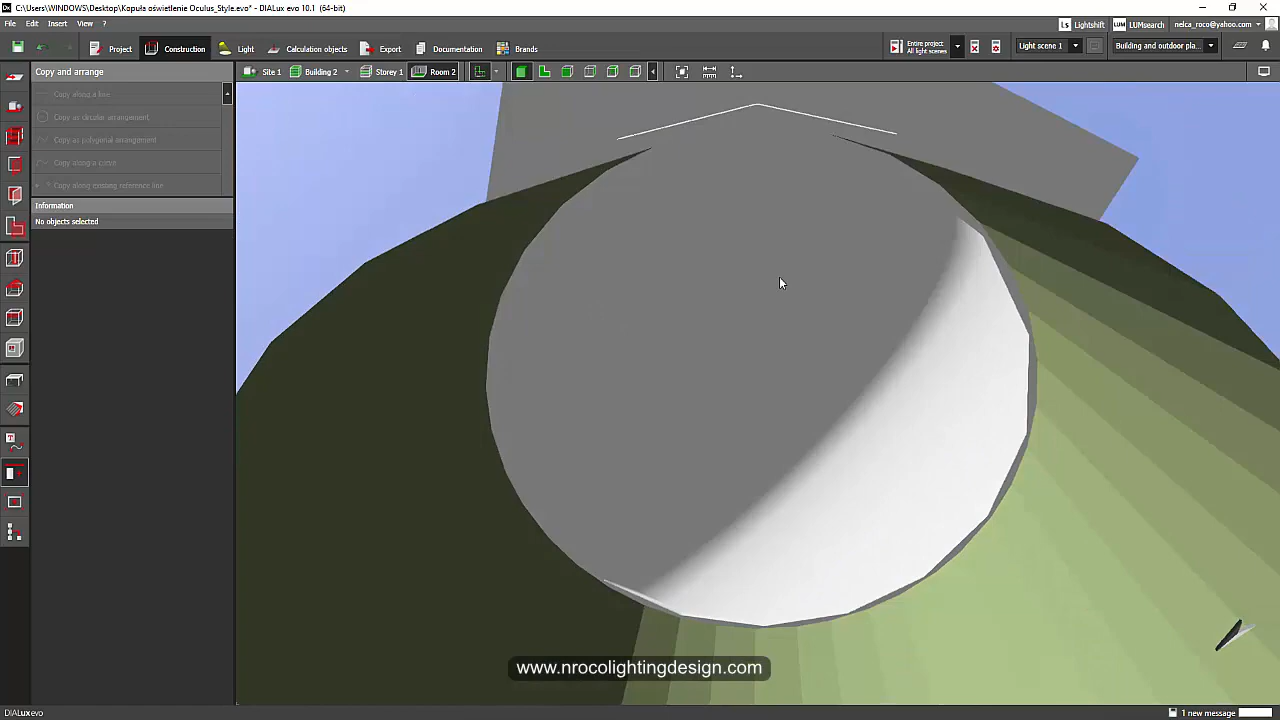 C:\Users\WINDOWS\Desktop\Kopuła oświetlenie Oculus_Style.evo* - DIALux evo 10.1 (64-bit)
File Edit View ?
Lightshift LUMsearch nelca_roco@yahoo.com
Project Construction Light Calculation objects Export Documentation Brands
Entire project
All light scenes
Light scene 1
Building and outdoor pla...
Copy and arrange
Site 1 Building 2 Storey 1 Room 2
Copy along a line
Copy as circular arrangement
Copy as polygonal arrangement
Copy along a curve
Copy along existing reference line
Information
No objects selected
www.nrocolightingdesign.com
DIALux evo
1 new message